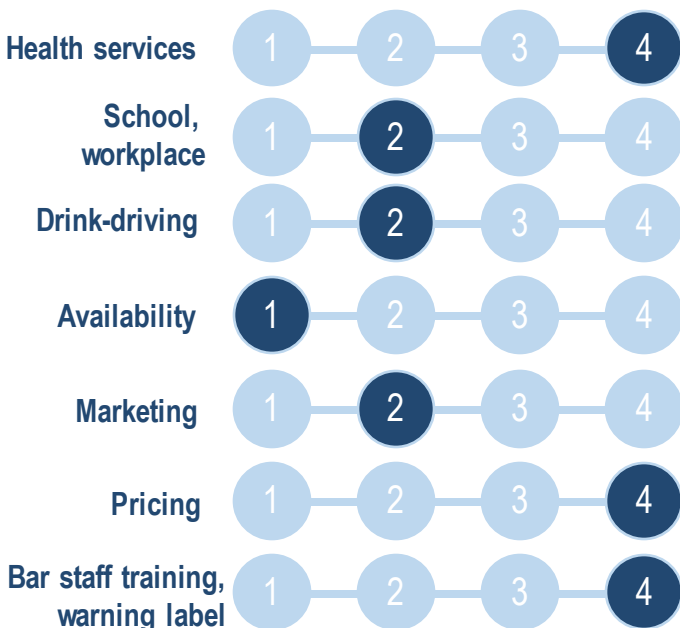 Health services 1 2 3 4
School,
workplace 1 2 3 4
Drink-driving 1 2 3 4
Availability 1 2 3 4
Marketing 1 2 3 4
Pricing 1 2 3 4
Bar staff training,
warning label 1 2 3 4